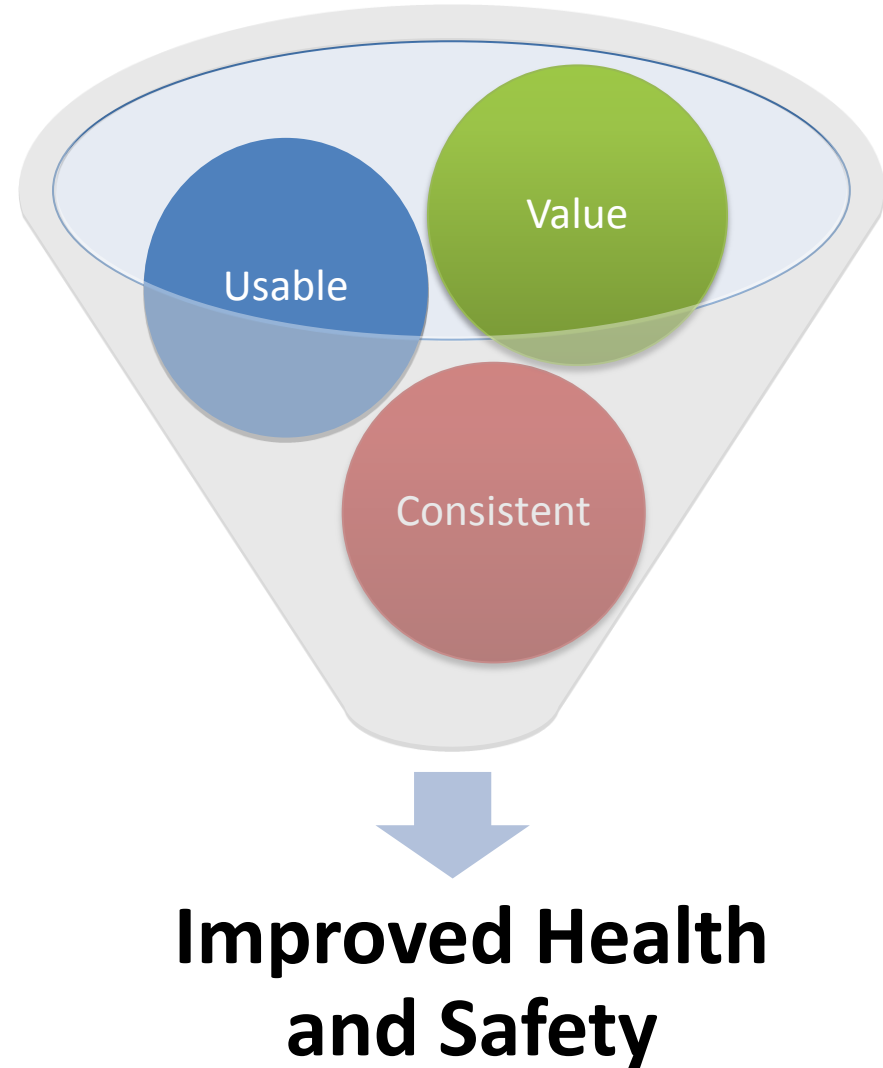 Value
Usable
Consistent
Improved Health
and Safety